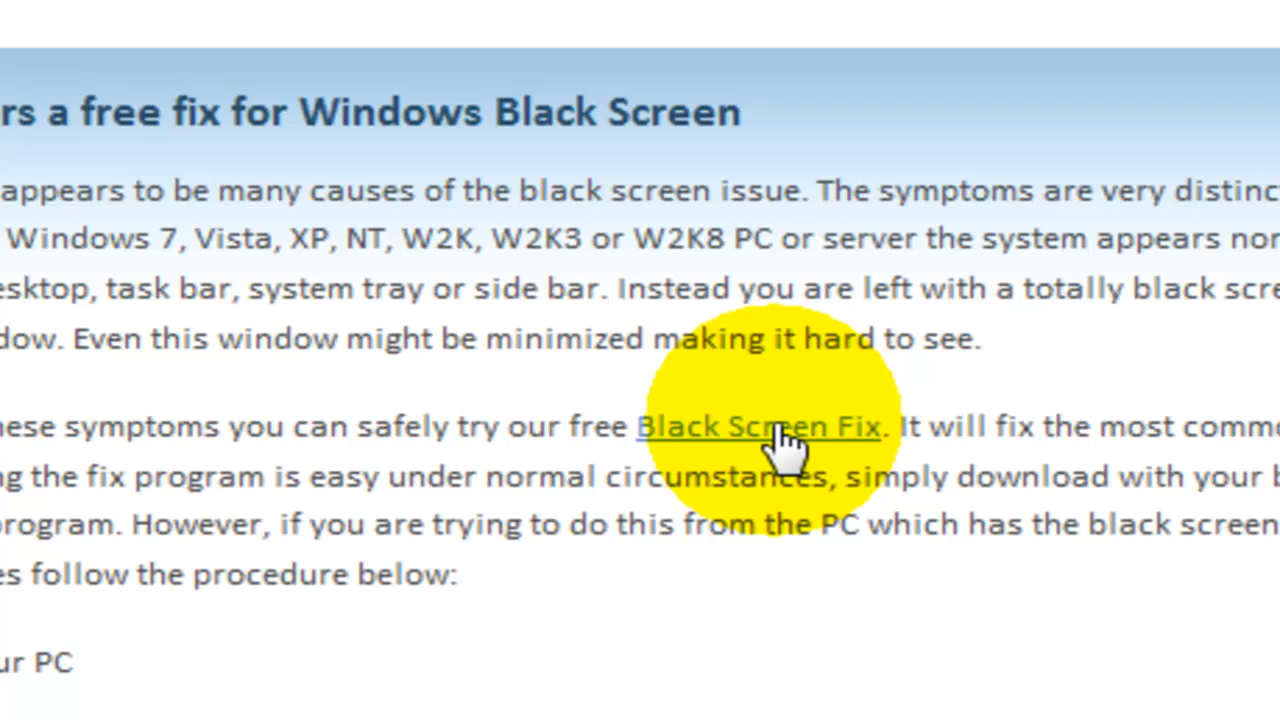 rs a free fix for Windows Black Screen
appears to be many causes of the black screen issue. The symptoms are very distinc
Windows 7, Vista, XP, NT, W2K, W2K3 or W2K8 PC or server the system appears nor
esktop, task bar, system tray or side bar. Instead you are left with a totally black scre
dow. Even this window might be minimized making it hard to see.
hese symptoms you can safely try our free Black Screen Fix. It will fix the most commo
ng the fix program is easy under normal circumstances, simply download with your b
program. However, if you are trying to do this from the PC which has the black screen
es follow the procedure below:
ur PC